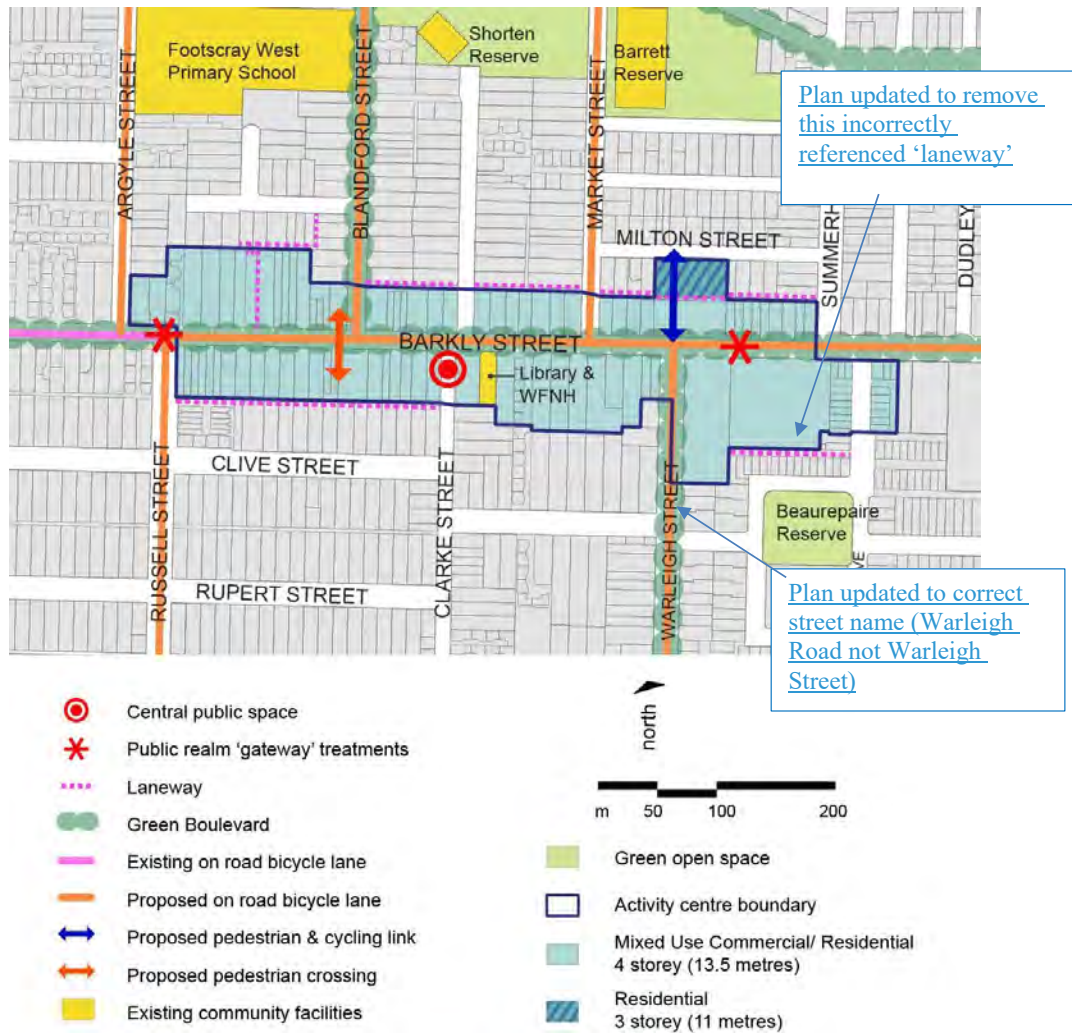 Footscray West
Primary School
Shorten
Reserve
Barrett
Reserve
ARGYLE STREET
BLANDFORD STREET
MARKET STREET
Plan updated to remove
this incorrectly
referenced ‘laneway’
MILTON STREET
SUMMERH
DUDLEY
BARKLY STREET
Library &
WFNH
CLIVE STREET
RUSSELL STREET
CLARKE STREET
WARLEIGH STREET
Beaurepaire
Reserve
VE
RUPERT STREET
Plan updated to correct
street name (Warleigh
Road not Warleigh
Street)
Central public space
Public realm ‘gateway’ treatments
Laneway
Green Boulevard
Existing on road bicycle lane
Proposed on road bicycle lane
Proposed pedestrian & cycling link
Proposed pedestrian crossing
Existing community facilities
north
m 50 100 200
Green open space
Activity centre boundary
Mixed Use Commercial/ Residential
4 storey (13.5 metres)
Residential
3 storey (11 metres)